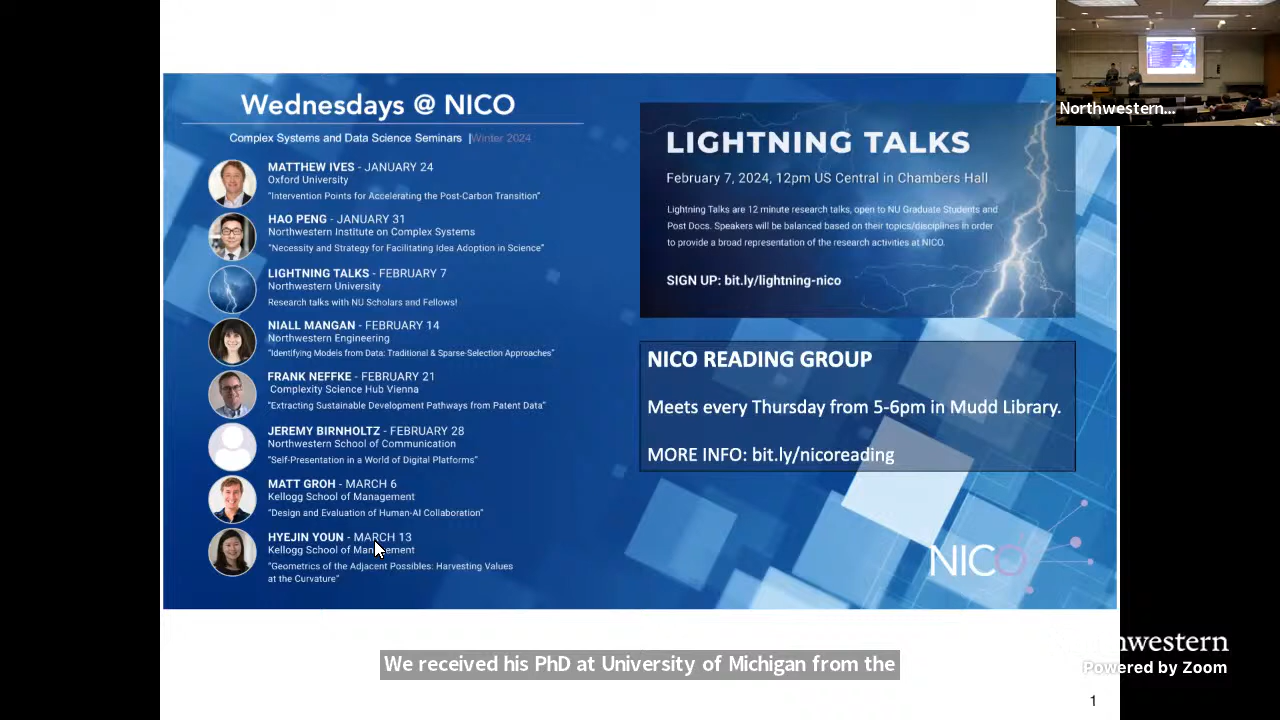 Wednesdays @ NICO
Complex Systems and Data Science Seminars |Winter 2024
MATTHEW IVES - JANUARY 24
Oxford University
"Intervention Points for Accelerating the Post-Carbon Transition"
HAO PENG - JANUARY 31
Northwestern Institute on Complex Systems
"Necessity and Strategy for Facilitating Idea Adoption in Science"
LIGHTNING TALKS - FEBRUARY 7
Northwestern University
Research talks with NU Scholars and Fellows!
NIALL MANGAN - FEBRUARY 14
Northwestern Engineering
"Identifying Models from Data: Traditional & Sparse-Selection Approaches"
FRANK NEFFKE - FEBRUARY 21
Complexity Science Hub Vienna
"Extracting Sustainable Development Pathways from Patent Data"
JEREMY BIRNHOLTZ - FEBRUARY 28
Northwestern School of Communication
"Self-Presentation in a World of Digital Platforms"
MATT GROH - MARCH 6
Kellogg School of Management
"Design and Evaluation of Human-AI Collaboration"
HYEJIN YOUN - MARCH 13
Kellogg School of Management
"Geometrics of the Adjacent Possibles: Harvesting Values
at the Curvature"
LIGHTNING TALKS
February 7, 2024, 12pm US Central in Chambers Hall
Lightning Talks are 12 minute research talks, open to NU Graduate Students and
Post Docs. Speakers will be balanced based on their topics/disciplines in order
to provide a broad representation of the research activities at NICO.
SIGN UP: bit.ly/lightning-nico
NICO READING GROUP
Meets every Thursday from 5-6pm in Mudd Library.
MORE INFO: bit.ly/nicoreading
NICO
Northwestern...
We received his PhD at University of Michigan from the
hwestern
Powered by Zoom
1